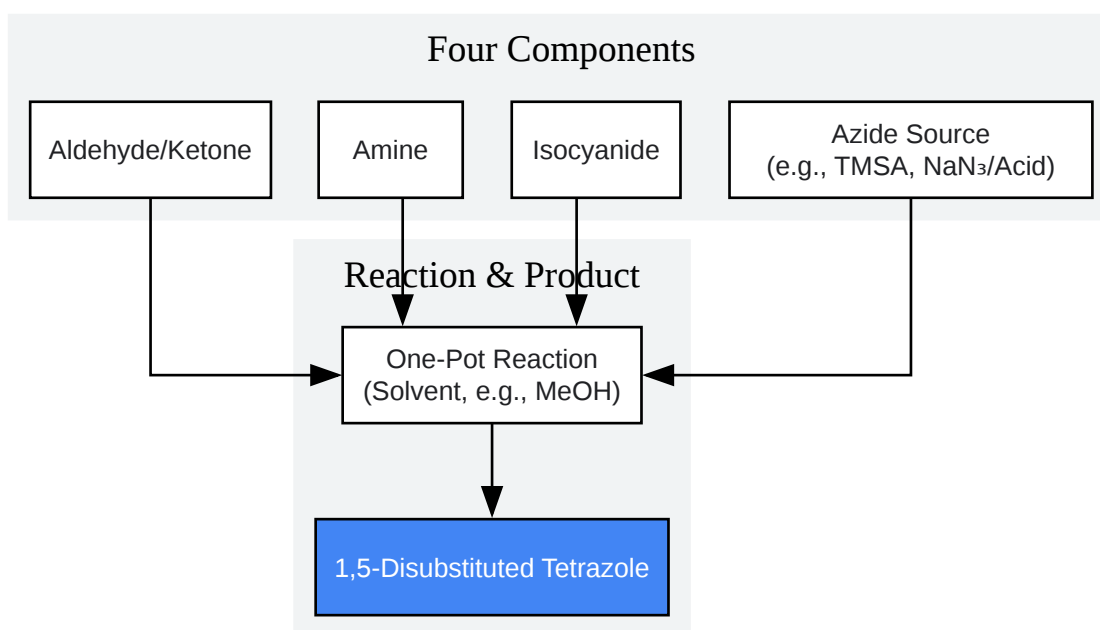 Four Components
Aldehyde/Ketone
Amine
Isocyanide
Azide Source
(e.g., TMSA, NaN₃/Acid)
Reaction & Product
One-Pot Reaction
(Solvent, e.g., MeOH)
1,5-Disubstituted Tetrazole